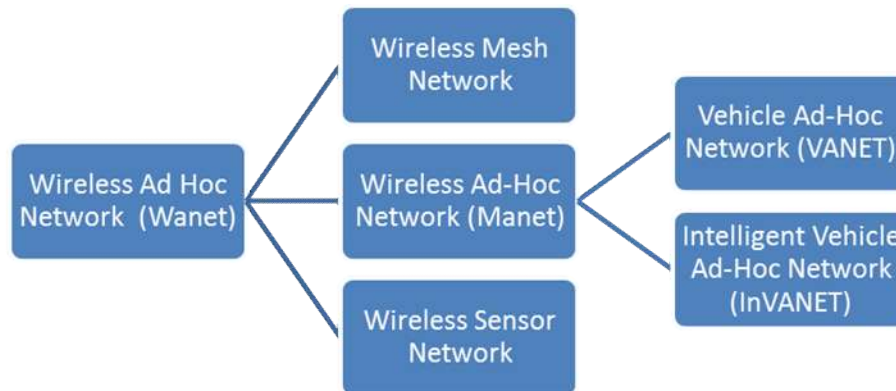 Wireless Ad Hoc
Network (Wanet)
Wireless Mesh
Network
Wireless Ad-Hoc
Network (Manet)
Wireless Sensor
Network
Vehicle Ad-Hoc
Network (VANET)
Intelligent Vehicle
Ad-Hoc Network
(InVANET)